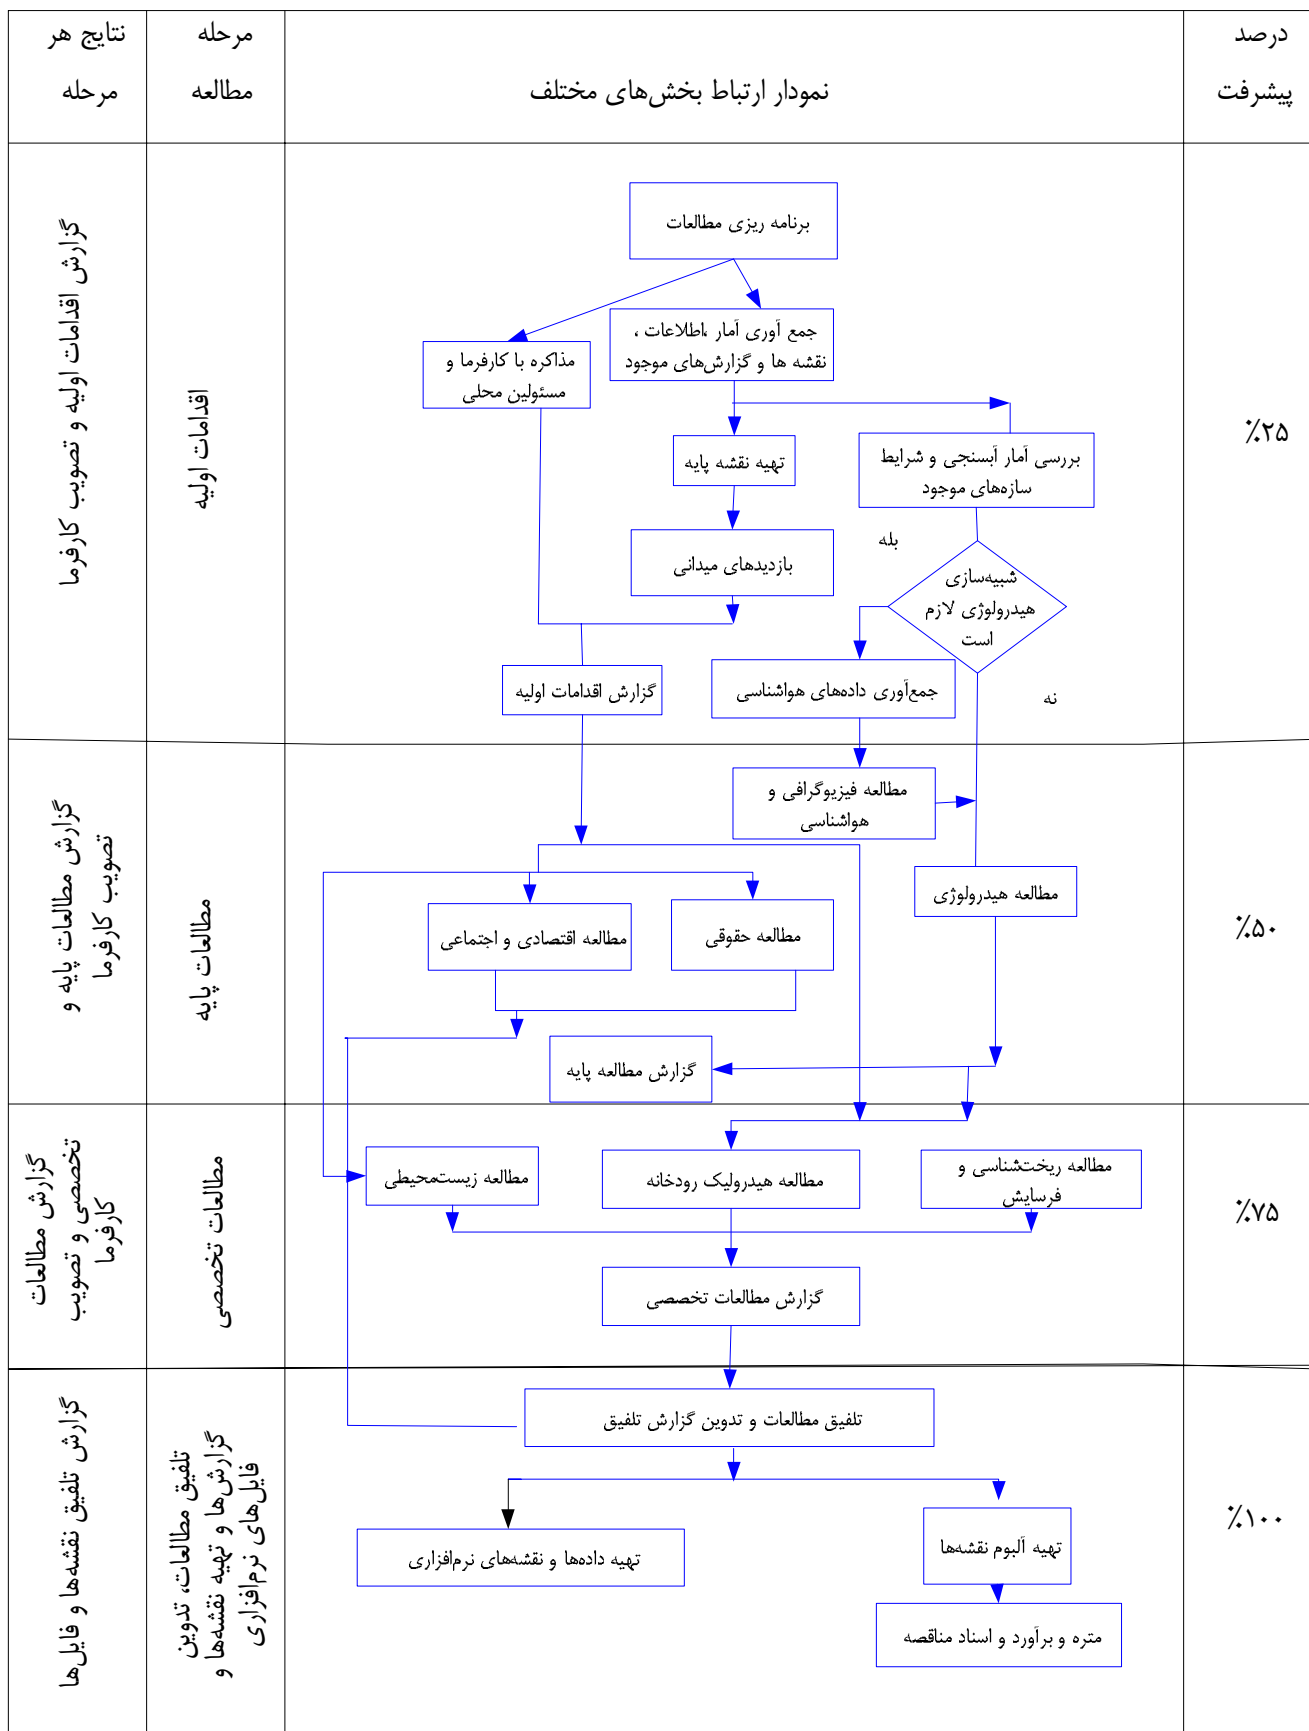 درصد
پیشرفت
نمودار ارتباط بخش‌های مختلف
مرحله
مطالعه
نتایج هر
مرحله
برنامه ریزی مطالعات
جمع آوری آمار ،اطلاعات ،
نقشه ها و گزارش‌های موجود
مذاکره با کارفرما و
مسئولین محلی
تهیه نقشه پایه
بررسی آمار آبسنجی و شرایط
سازه‌های موجود
بازدیدهای میدانی
بله
شبیه‌سازی
هیدرولوژی لازم
است
نه
جمع‌آوری داده‌های هواشناسی
گزارش اقدامات اولیه
٪۲۵
اقدامات اولیه
گزارش اقدامات اولیه و تصویب کارفرما
مطالعه فیزیوگرافی و
هواشناسی
مطالعه هیدرولوژی
مطالعه حقوقی
مطالعه اقتصادی و اجتماعی
گزارش مطالعه پایه
٪۵۰
مطالعات پایه
گزارش مطالعات پایه و
تصویب کارفرما
مطالعه ریخت‌شناسی و
فرسایش
مطالعه هیدرولیک رودخانه
مطالعه زیست‌محیطی
گزارش مطالعات تخصصی
٪۷۵
مطالعات تخصصی
گزارش مطالعات
تخصصی و تصویب
کارفرما
تلفیق مطالعات و تدوین گزارش تلفیق
تهیه آلبوم نقشه‌ها
تهیه داده‌ها و نقشه‌های نرم‌افزاری
متره و برآورد و اسناد مناقصه
٪۱۰۰
تلفیق مطالعات، تدوین
گزارش‌ها و تهیه نقشه‌ها و
فایل‌های نرم‌افزاری
گزارش تلفیق نقشه‌ها و فایل‌ها